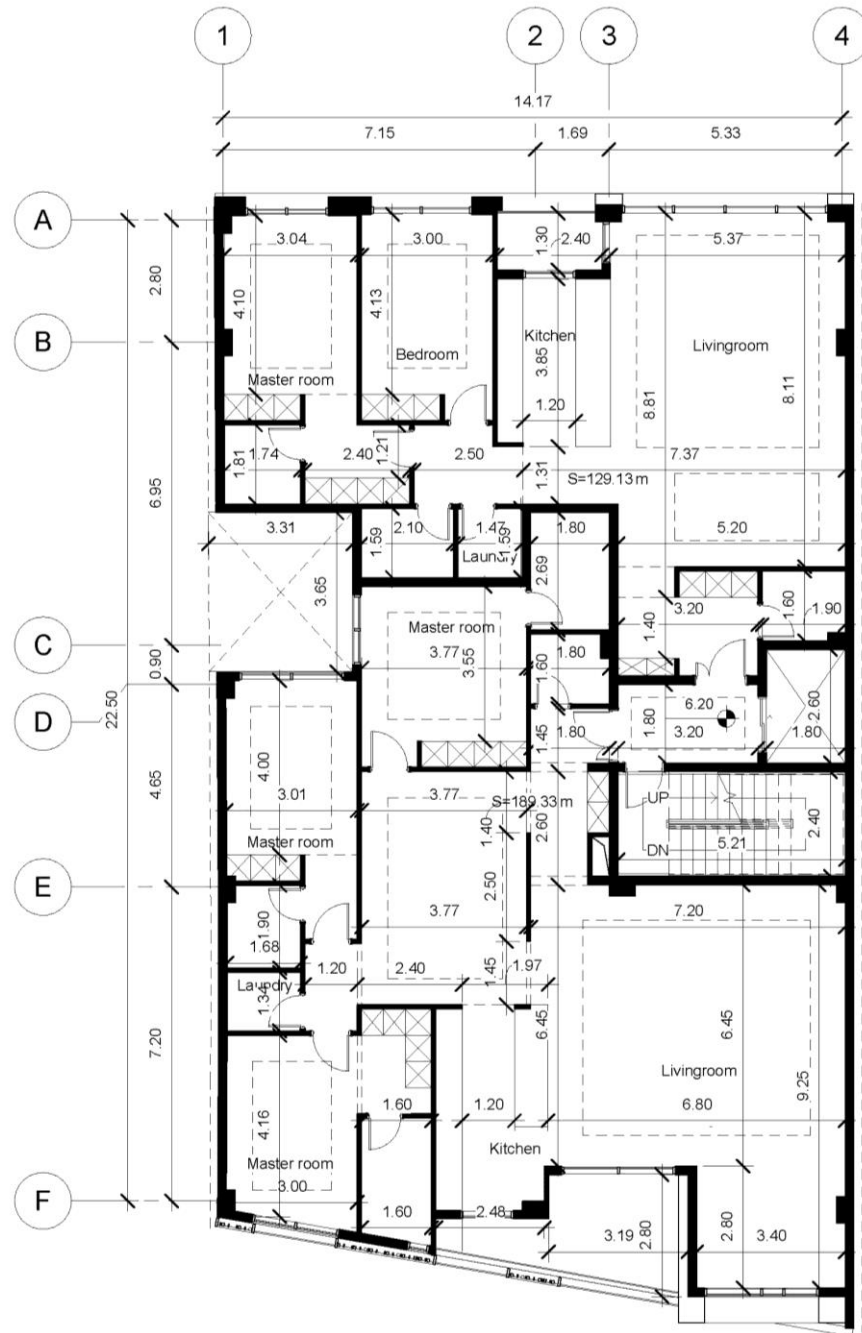 1 2 3 4
14.17
7.15 1.69 5.33
A
3.04 3.00 1.30 2.40 5.37
2.80
4.10 4.13
B
Kitchen Livingroom
Bedroom 3.85
Master room
1.20 8.81 8.11
1.81 1.74 2.40 1.21 2.50 1.31 7.37
S=129.13 m
6.95
3.31 1.59 2.10 1.47 1.59 1.80 5.20
Laundry 2.69
3.65
Master room 1.40 3.20 1.60 1.90
C
3.77 3.55 1.60 1.80
0.90
D
22.50
6.20 2.60
1.45 1.80 1.80 3.20 1.80
4.00
4.65
3.01 3.77 S=189.33 m UP
1.40 2.60 2.40
Master room DN 5.21
E
2.50
1.90 3.77 7.20
1.68 1.20 2.40 1.45 1.97
Laundry
1.34
7.20 6.45 6.45
Livingroom 9.25
4.16 1.60 1.20 6.80
Kitchen
Master room
3.00
F
1.60 2.48 3.19 2.80 2.80 3.40